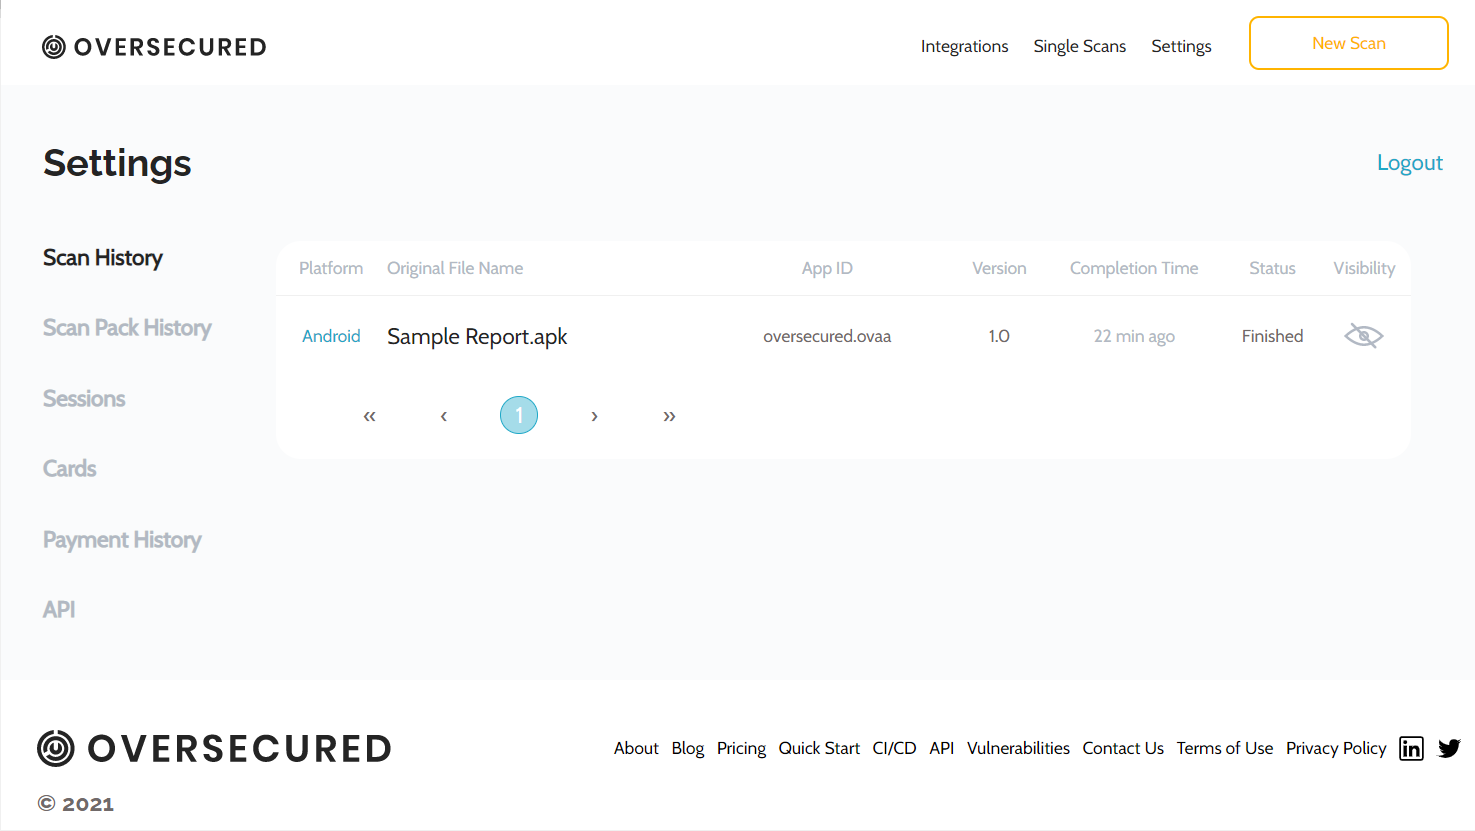 OVERSECURED
Integrations Single Scans Settings New Scan
Settings
Logout
Scan History
Scan Pack History
Sessions
Cards
Payment History
API
Platform Original File Name App ID Version Completion Time Status Visibility
Android Sample Report.apk oversecured.ovaa 1.0 22 min ago Finished
« ‹ 1 › »
OVERSECURED
About Blog Pricing Quick Start CI/CD API Vulnerabilities Contact Us Terms of Use Privacy Policy in
© 2021